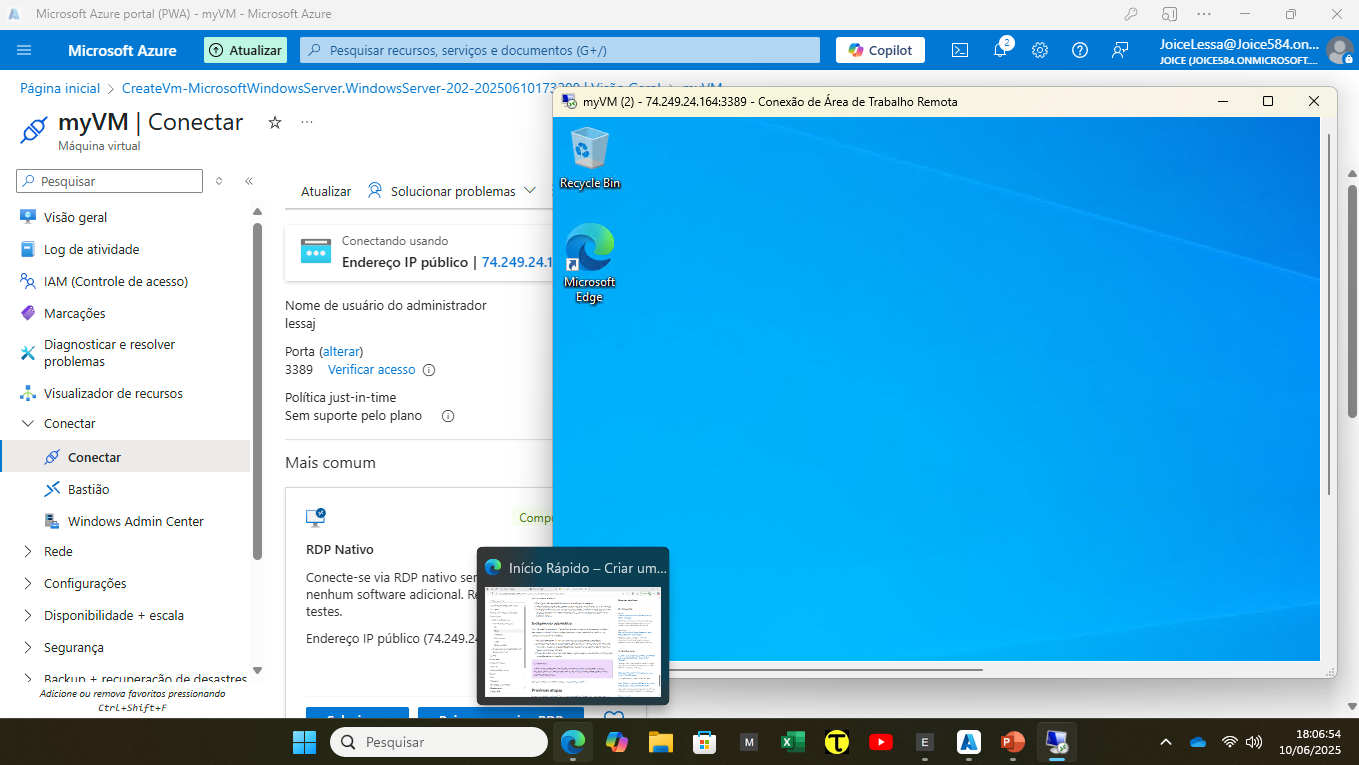 Microsoft Azure portal (PWA) - myVM - Microsoft Azure
Microsoft Azure
Atualizar
Pesquisar recursos, serviços e documentos (G+/)
Copilot
2
JoiceLessa@Joice584.on...
JOICE (JOICE584.ONMICROSOFT....
Página inicial > CreateVm-MicrosoftWindowsServer.WindowsServer-202-20250610173200 | Visão Geral > myVM
myVM | Conectar
Máquina virtual
Pesquisar
Visão geral
Log de atividade
IAM (Controle de acesso)
Marcações
Diagnosticar e resolver
problemas
Visualizador de recursos
Conectar
Conectar
Bastião
Windows Admin Center
Rede
Configurações
Disponibilidade + escala
Segurança
Backup + recuperação de desastres
Adicione ou remova favoritos pressionando
Ctrl+Shift+F
Atualizar
Solucionar problemas
Conectando usando
Endereço IP público | 74.249.24.1
Nome de usuário do administrador
lessaj
Porta (alterar)
3389 Verificar acesso
Política just-in-time
Sem suporte pelo plano
Mais comum
RDP Nativo
Conecte-se via RDP nativo se
nenhum software adicional. Re
testes.
Endereço IP público (74.249.24
myVM (2) - 74.249.24.164:3389 - Conexão de Área de Trabalho Remota
Recycle Bin
Microsoft
Edge
Início Rápido – Criar um...
Pesquisar
M
E
18:06:54
10/06/2025